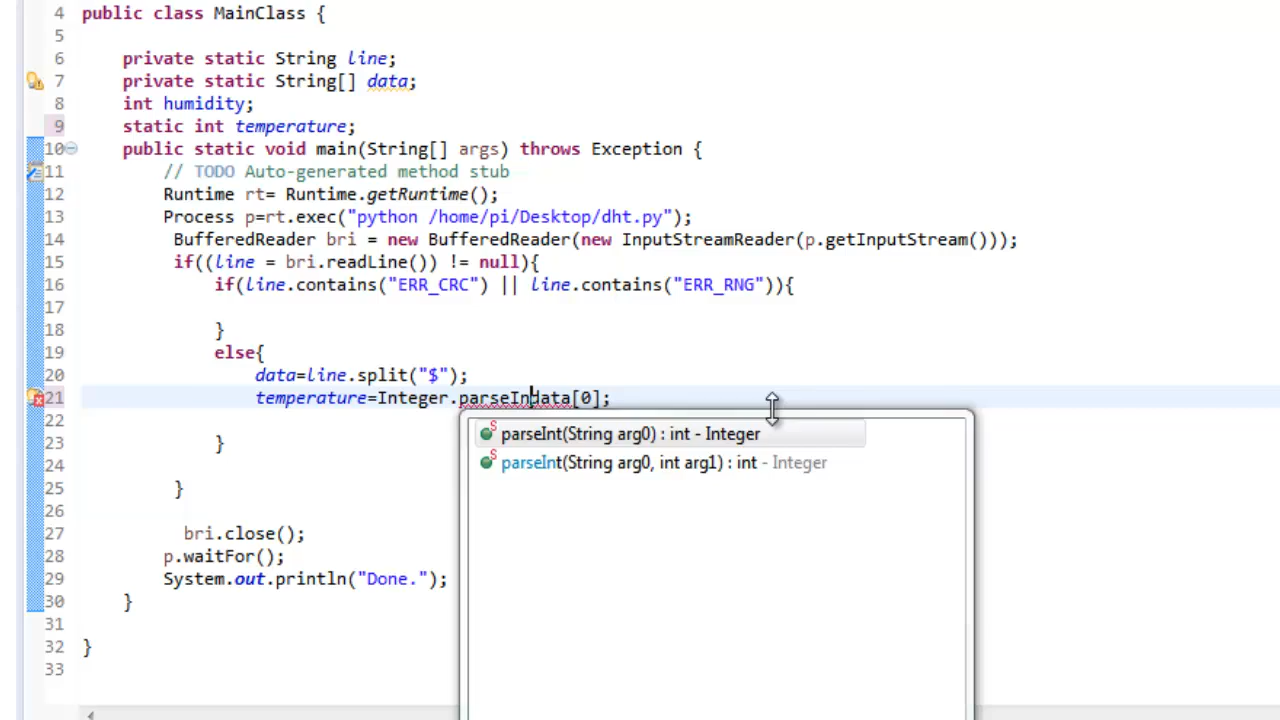 4 public class MainClass {
5
6 private static String line;
7 private static String[] data;
8 int humidity;
9 static int temperature;
10 public static void main(String[] args) throws Exception {
11 // TODO Auto-generated method stub
12 Runtime rt= Runtime.getRuntime();
13 Process p=rt.exec("python /home/pi/Desktop/dht.py");
14 BufferedReader bri = new BufferedReader(new InputStreamReader(p.getInputStream()));
15 if((line = bri.readLine()) != null){
16 if(line.contains("ERR_CRC") || line.contains("ERR_RNG")){
17
18 }
19 else{
20 data=line.split("$");
21 temperature=Integer.parseIndata[0];
22
parseInt(String arg0) : int - Integer
23 }
parseInt(String arg0, int arg1) : int - Integer
24
25 }
26
27 bri.close();
28 p.waitFor();
29 System.out.println("Done.");
30 }
31
32 }
33